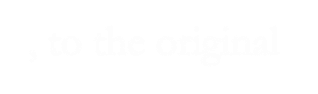 , to the original